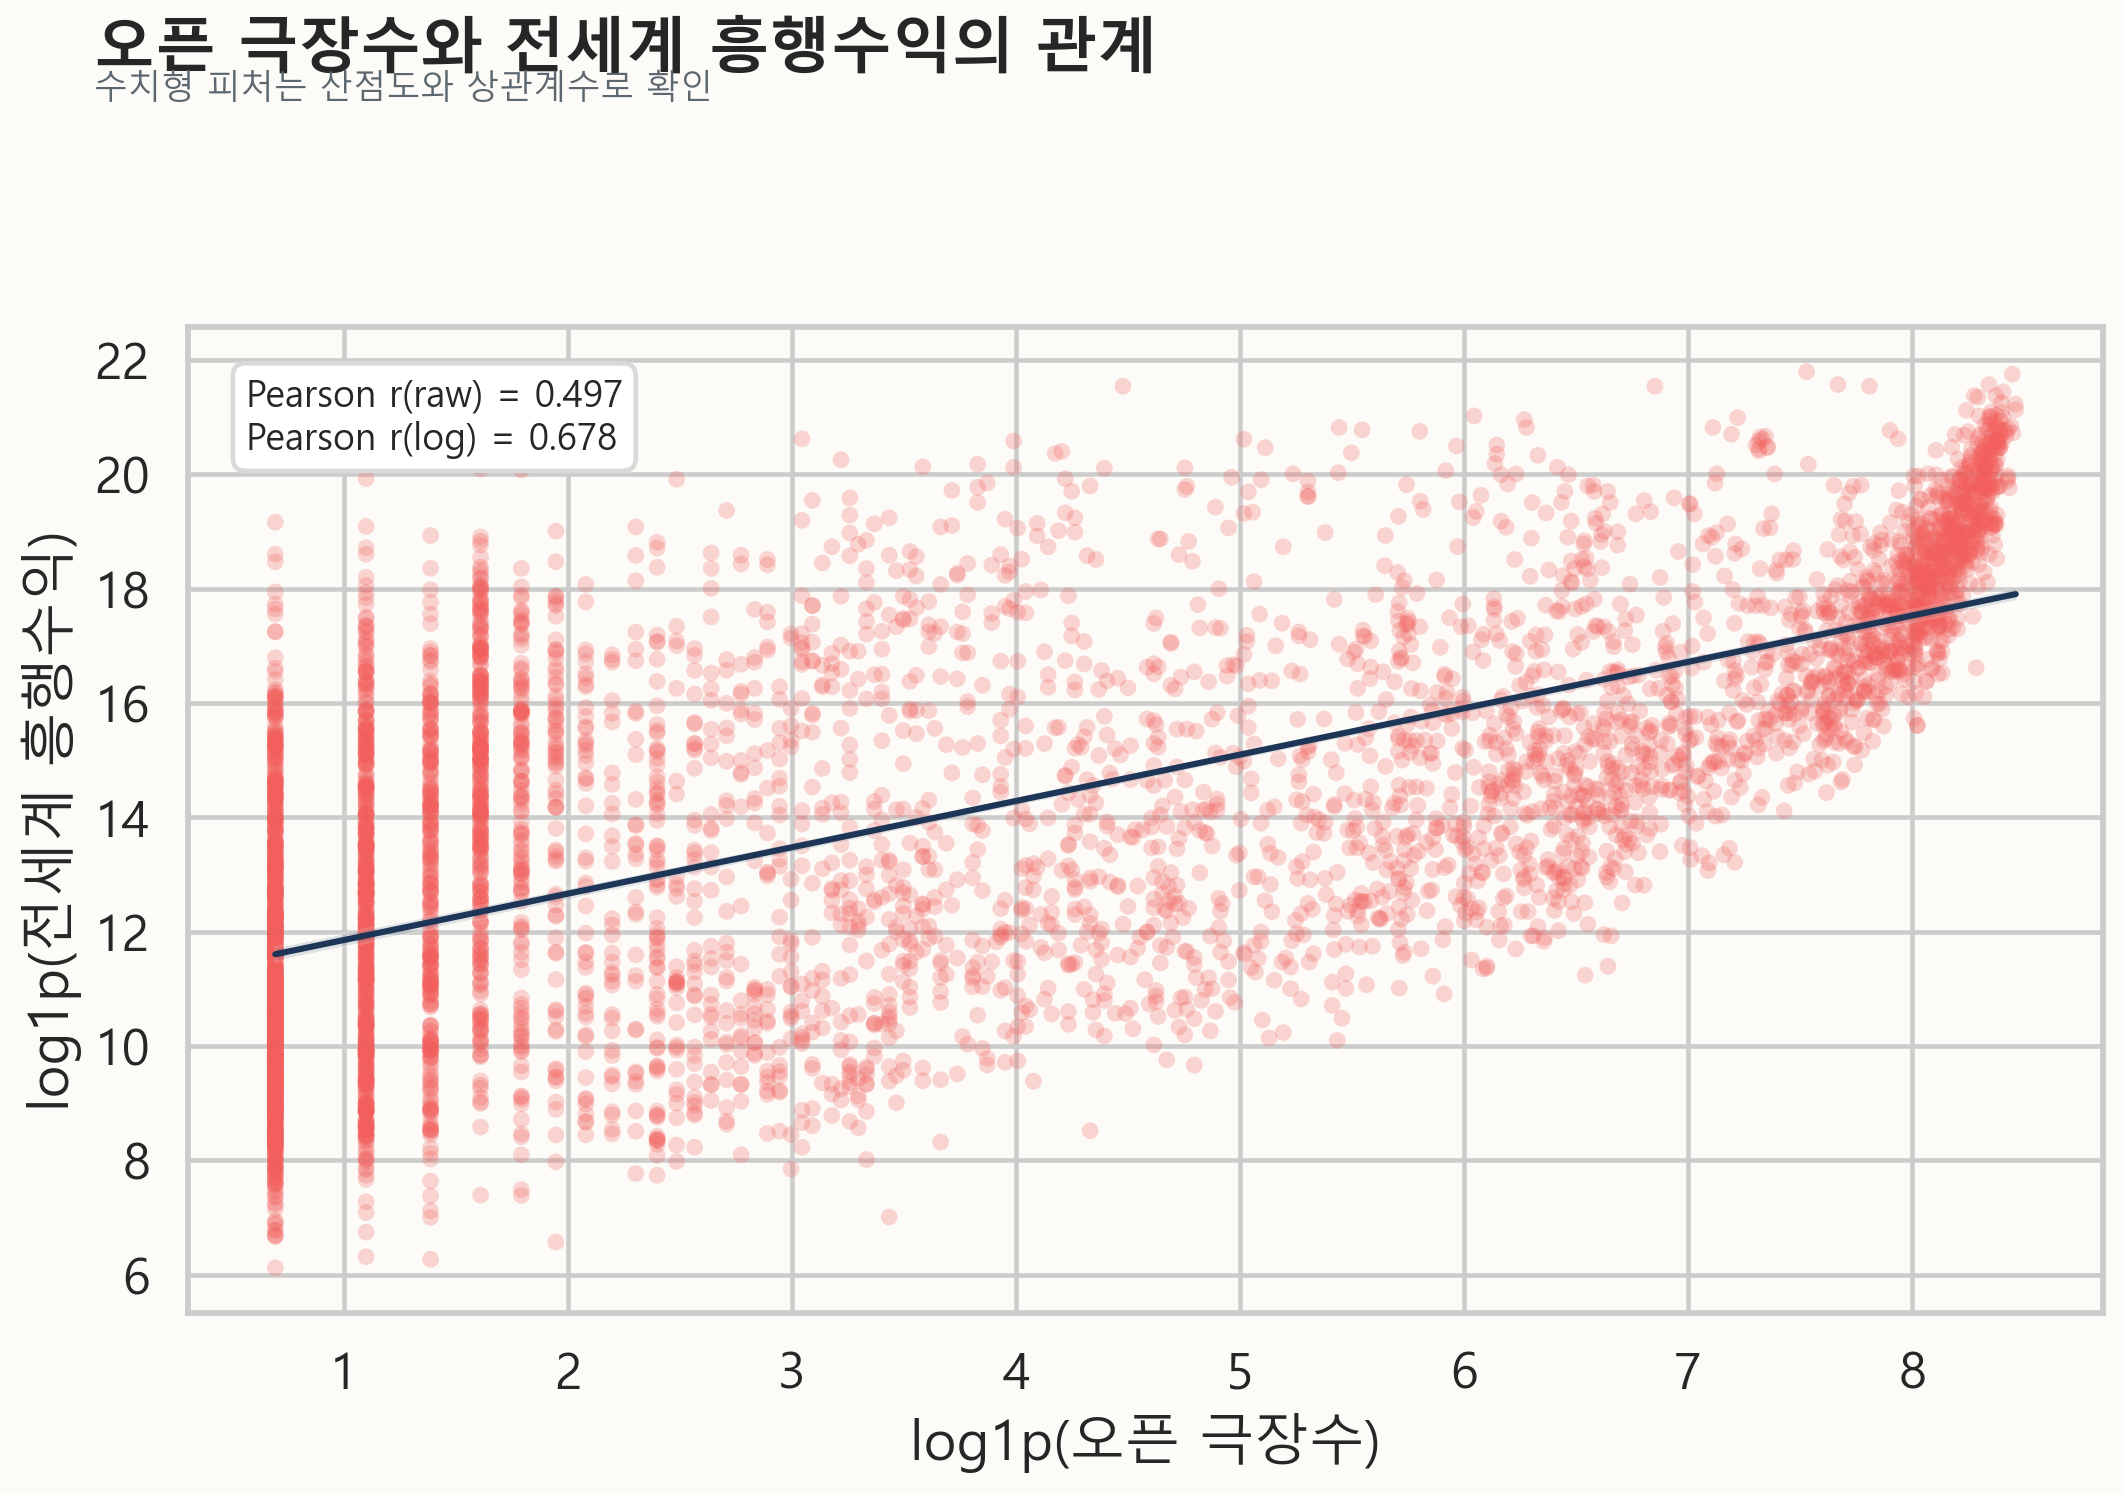 오픈 극장수와 전세계 흥행수익의 관계
수치형 피처는 산점도와 상관계수로 확인
Pearson r(raw) = 0.497
Pearson r(log) = 0.678
log1p(전세계 흥행수익)
22
20
18
16
14
12
10
8
6
1 2 3 4 5 6 7 8
log1p(오픈 극장수)